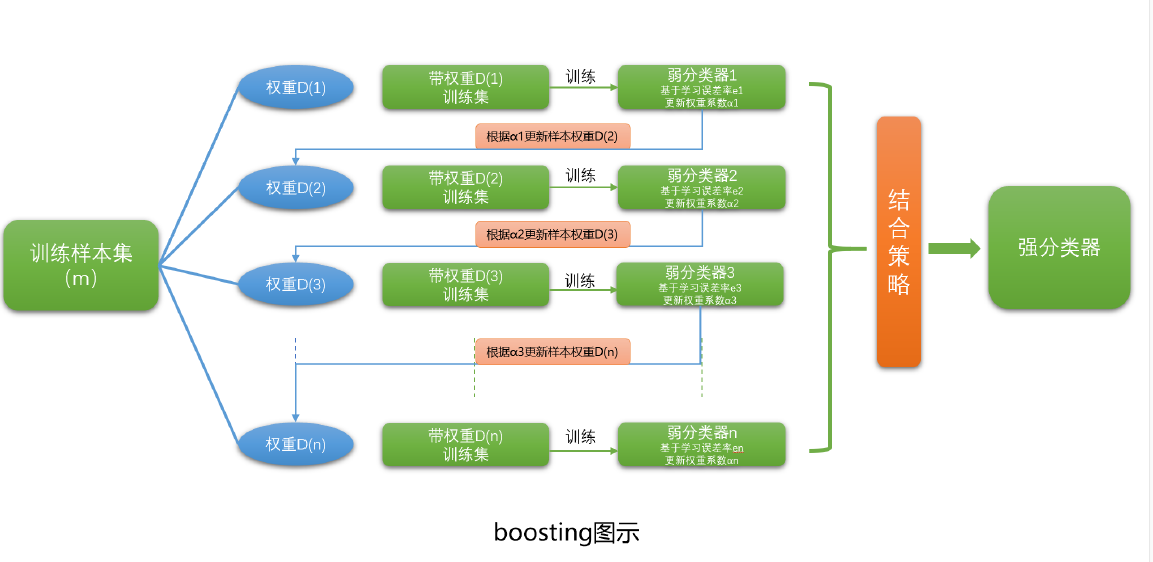 训练样本集
(m)
权重D(1)
带权重D(1)
训练集
训练
弱分类器1
基于学习误差率e1
更新权重系数α1
根据α1更新样本权重D(2)
权重D(2)
带权重D(2)
训练集
训练
弱分类器2
基于学习误差率e2
更新权重系数α2
根据α2更新样本权重D(3)
权重D(3)
带权重D(3)
训练集
训练
弱分类器3
基于学习误差率e3
更新权重系数α3
根据α3更新样本权重D(n)
权重D(n)
带权重D(n)
训练集
训练
弱分类器n
基于学习误差率en
更新权重系数αn
结
合
策
略
强分类器
boosting图示